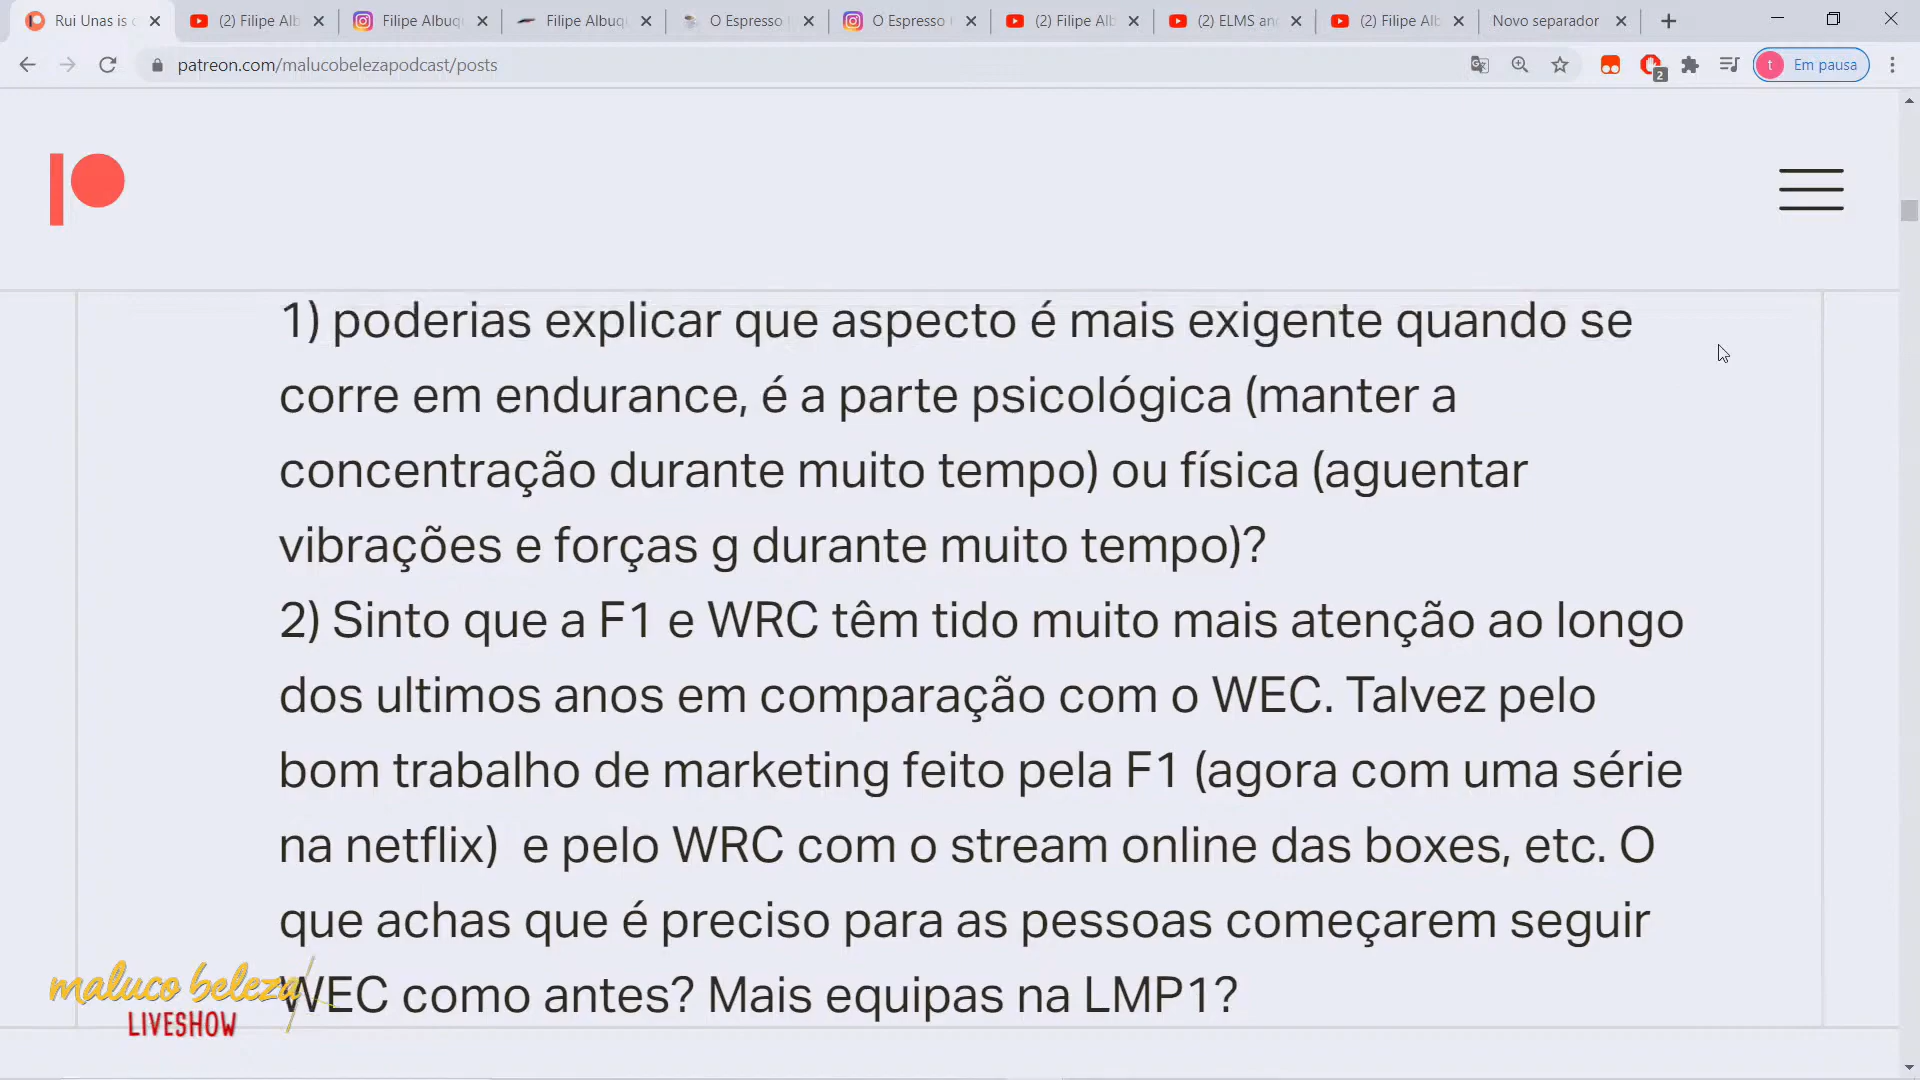 Rui Unas is c
(2) Filipe Alb
Filipe Albuqu
Filipe Albuqu
O Espresso
O Espresso
(2) Filipe Alb
(2) ELMS an
(2) Filipe Alb
Novo separador
patreon.com/malucobelezapodcast/posts
2
t Em pausa
1) poderias explicar que aspecto é mais exigente quando se
corre em endurance, é a parte psicológica (manter a
concentração durante muito tempo) ou física (aguentar
vibrações e forças g durante muito tempo)?
2) Sinto que a F1 e WRC têm tido muito mais atenção ao longo
dos ultimos anos em comparação com o WEC. Talvez pelo
bom trabalho de marketing feito pela F1 (agora com uma série
na netflix)  e pelo WRC com o stream online das boxes, etc. O
que achas que é preciso para as pessoas começarem seguir
WEC como antes? Mais equipas na LMP1?
maluco beleza
LIVESHOW